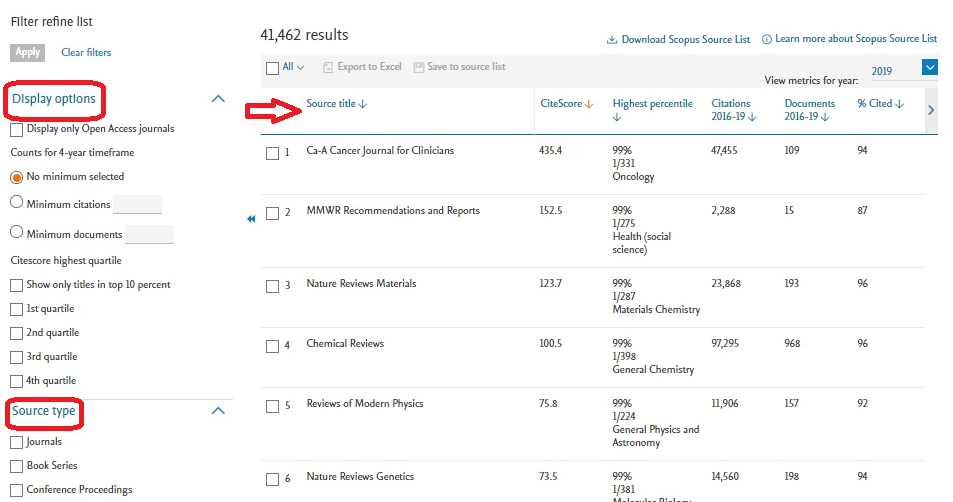 Filter refine list
Apply
Clear filters
Display options
Display only Open Access journals
Counts for 4-year timeframe
No minimum selected
Minimum citations
Minimum documents
Citescore highest quartile
Show only titles in top 10 percent
1st quartile
2nd quartile
3rd quartile
4th quartile
Source type
Journals
Book Series
Conference Proceedings
41,462 results
Download Scopus Source List
Learn more about Scopus Source List
All
Export to Excel
Save to source list
View metrics for year:
2019
Source title
CiteScore
Highest percentile
Citations
2016-19
Documents
2016-19
% Cited
1 Ca-A Cancer Journal for Clinicians 435.4 99% 47,455 109 94
1/331
Oncology
2 MMWR Recommendations and Reports 152.5 99% 2,288 15 87
1/275
Health (social
science)
3 Nature Reviews Materials 123.7 99% 23,868 193 96
1/287
Materials Chemistry
4 Chemical Reviews 100.5 99% 97,295 968 96
1/398
General Chemistry
5 Reviews of Modern Physics 75.8 99% 11,906 157 92
1/224
General Physics and
Astronomy
6 Nature Reviews Genetics 73.5 99% 14,560 198 94
1/381
Molecular Biology